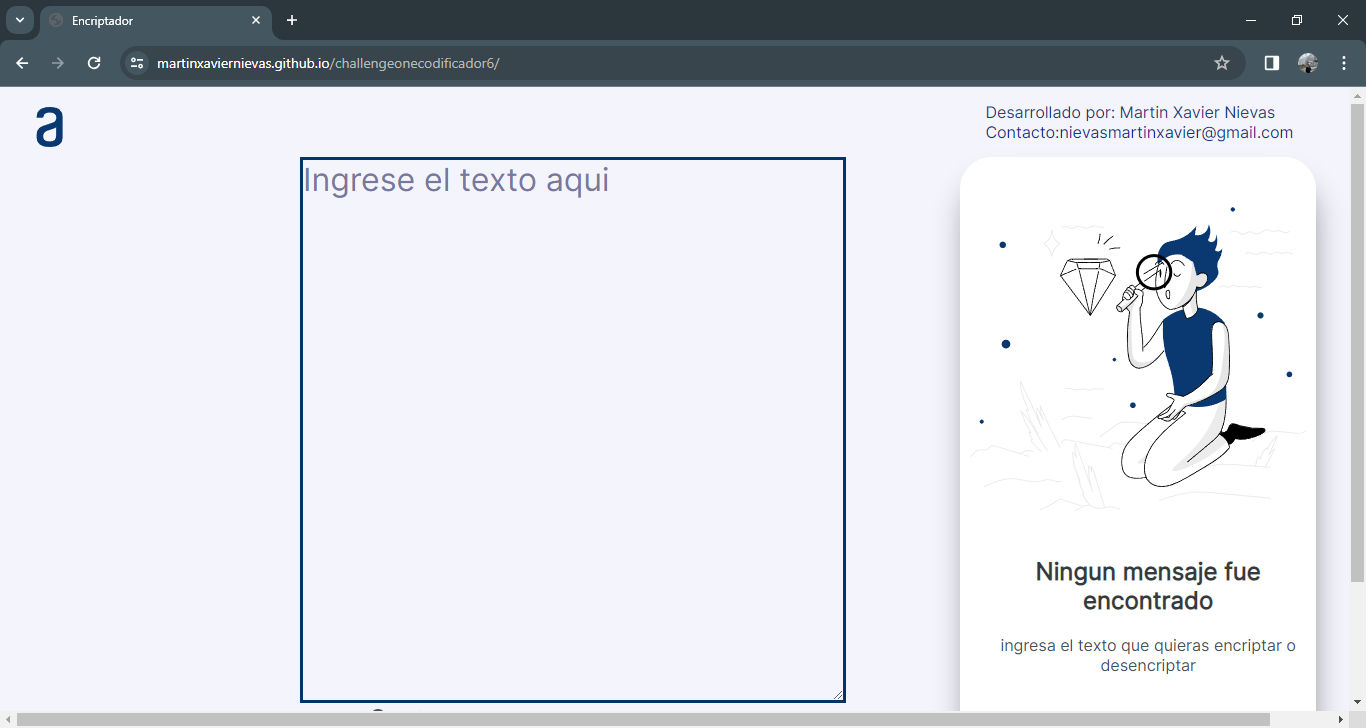 Encriptador
martinxaviernievas.github.io/challengeonecodificador6/
a
Desarrollado por: Martin Xavier Nievas
Contacto:nievasmartinxavier@gmail.com
Ingrese el texto aqui
Ningun mensaje fue
encontrado
ingresa el texto que quieras encriptar o
desencriptar